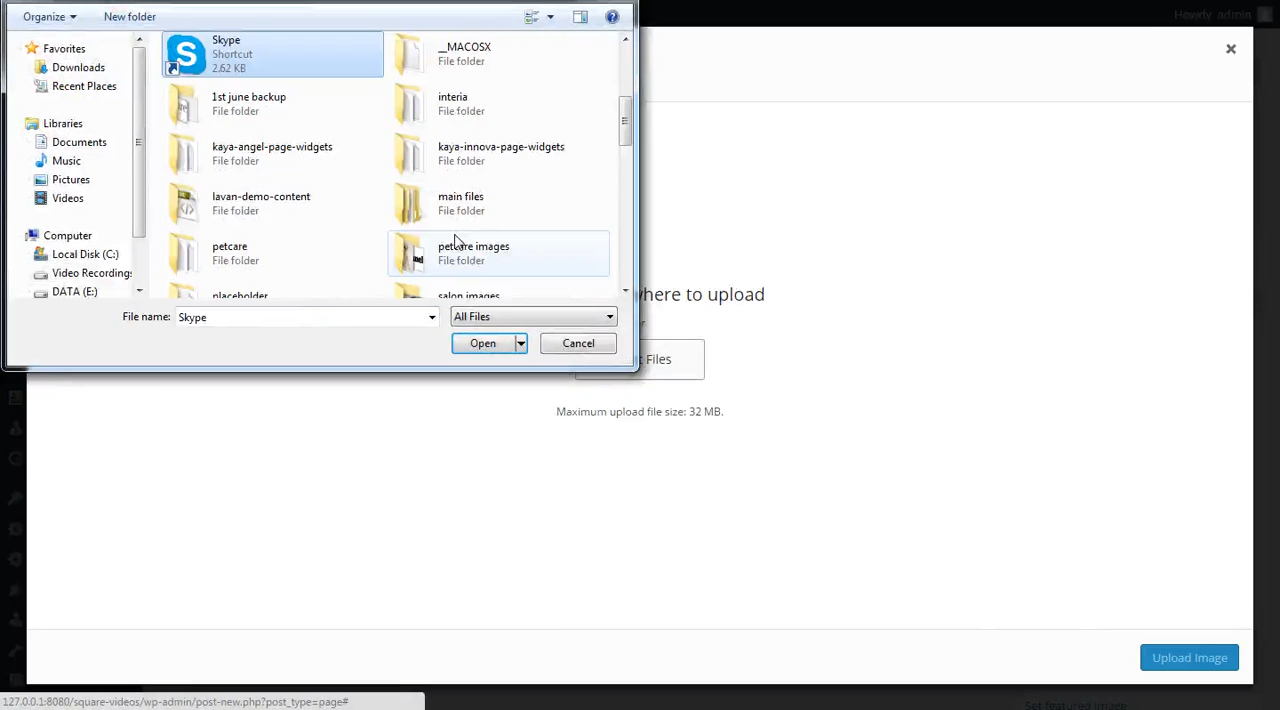 Organize
New folder
Howdy, admin
Favorites
Downloads
Recent Places
Libraries
Documents
Music
Pictures
Videos
Computer
Local Disk (C:)
Video Recordings
DATA (E:)
Skype
Shortcut
2.62 KB
__MACOSX
File folder
1st june backup
File folder
interia
File folder
kaya-angel-page-widgets
File folder
kaya-innova-page-widgets
File folder
lavan-demo-content
File folder
main files
File folder
petcare
File folder
petcare images
File folder
placeholder
salon images
File name:
Skype
All Files
Open
Cancel
here to upload
Files
Maximum upload file size: 32 MB.
Upload Image
127.0.0.1:8080/square-videos/wp-admin/post-new.php?post_type=page#
Set featured image